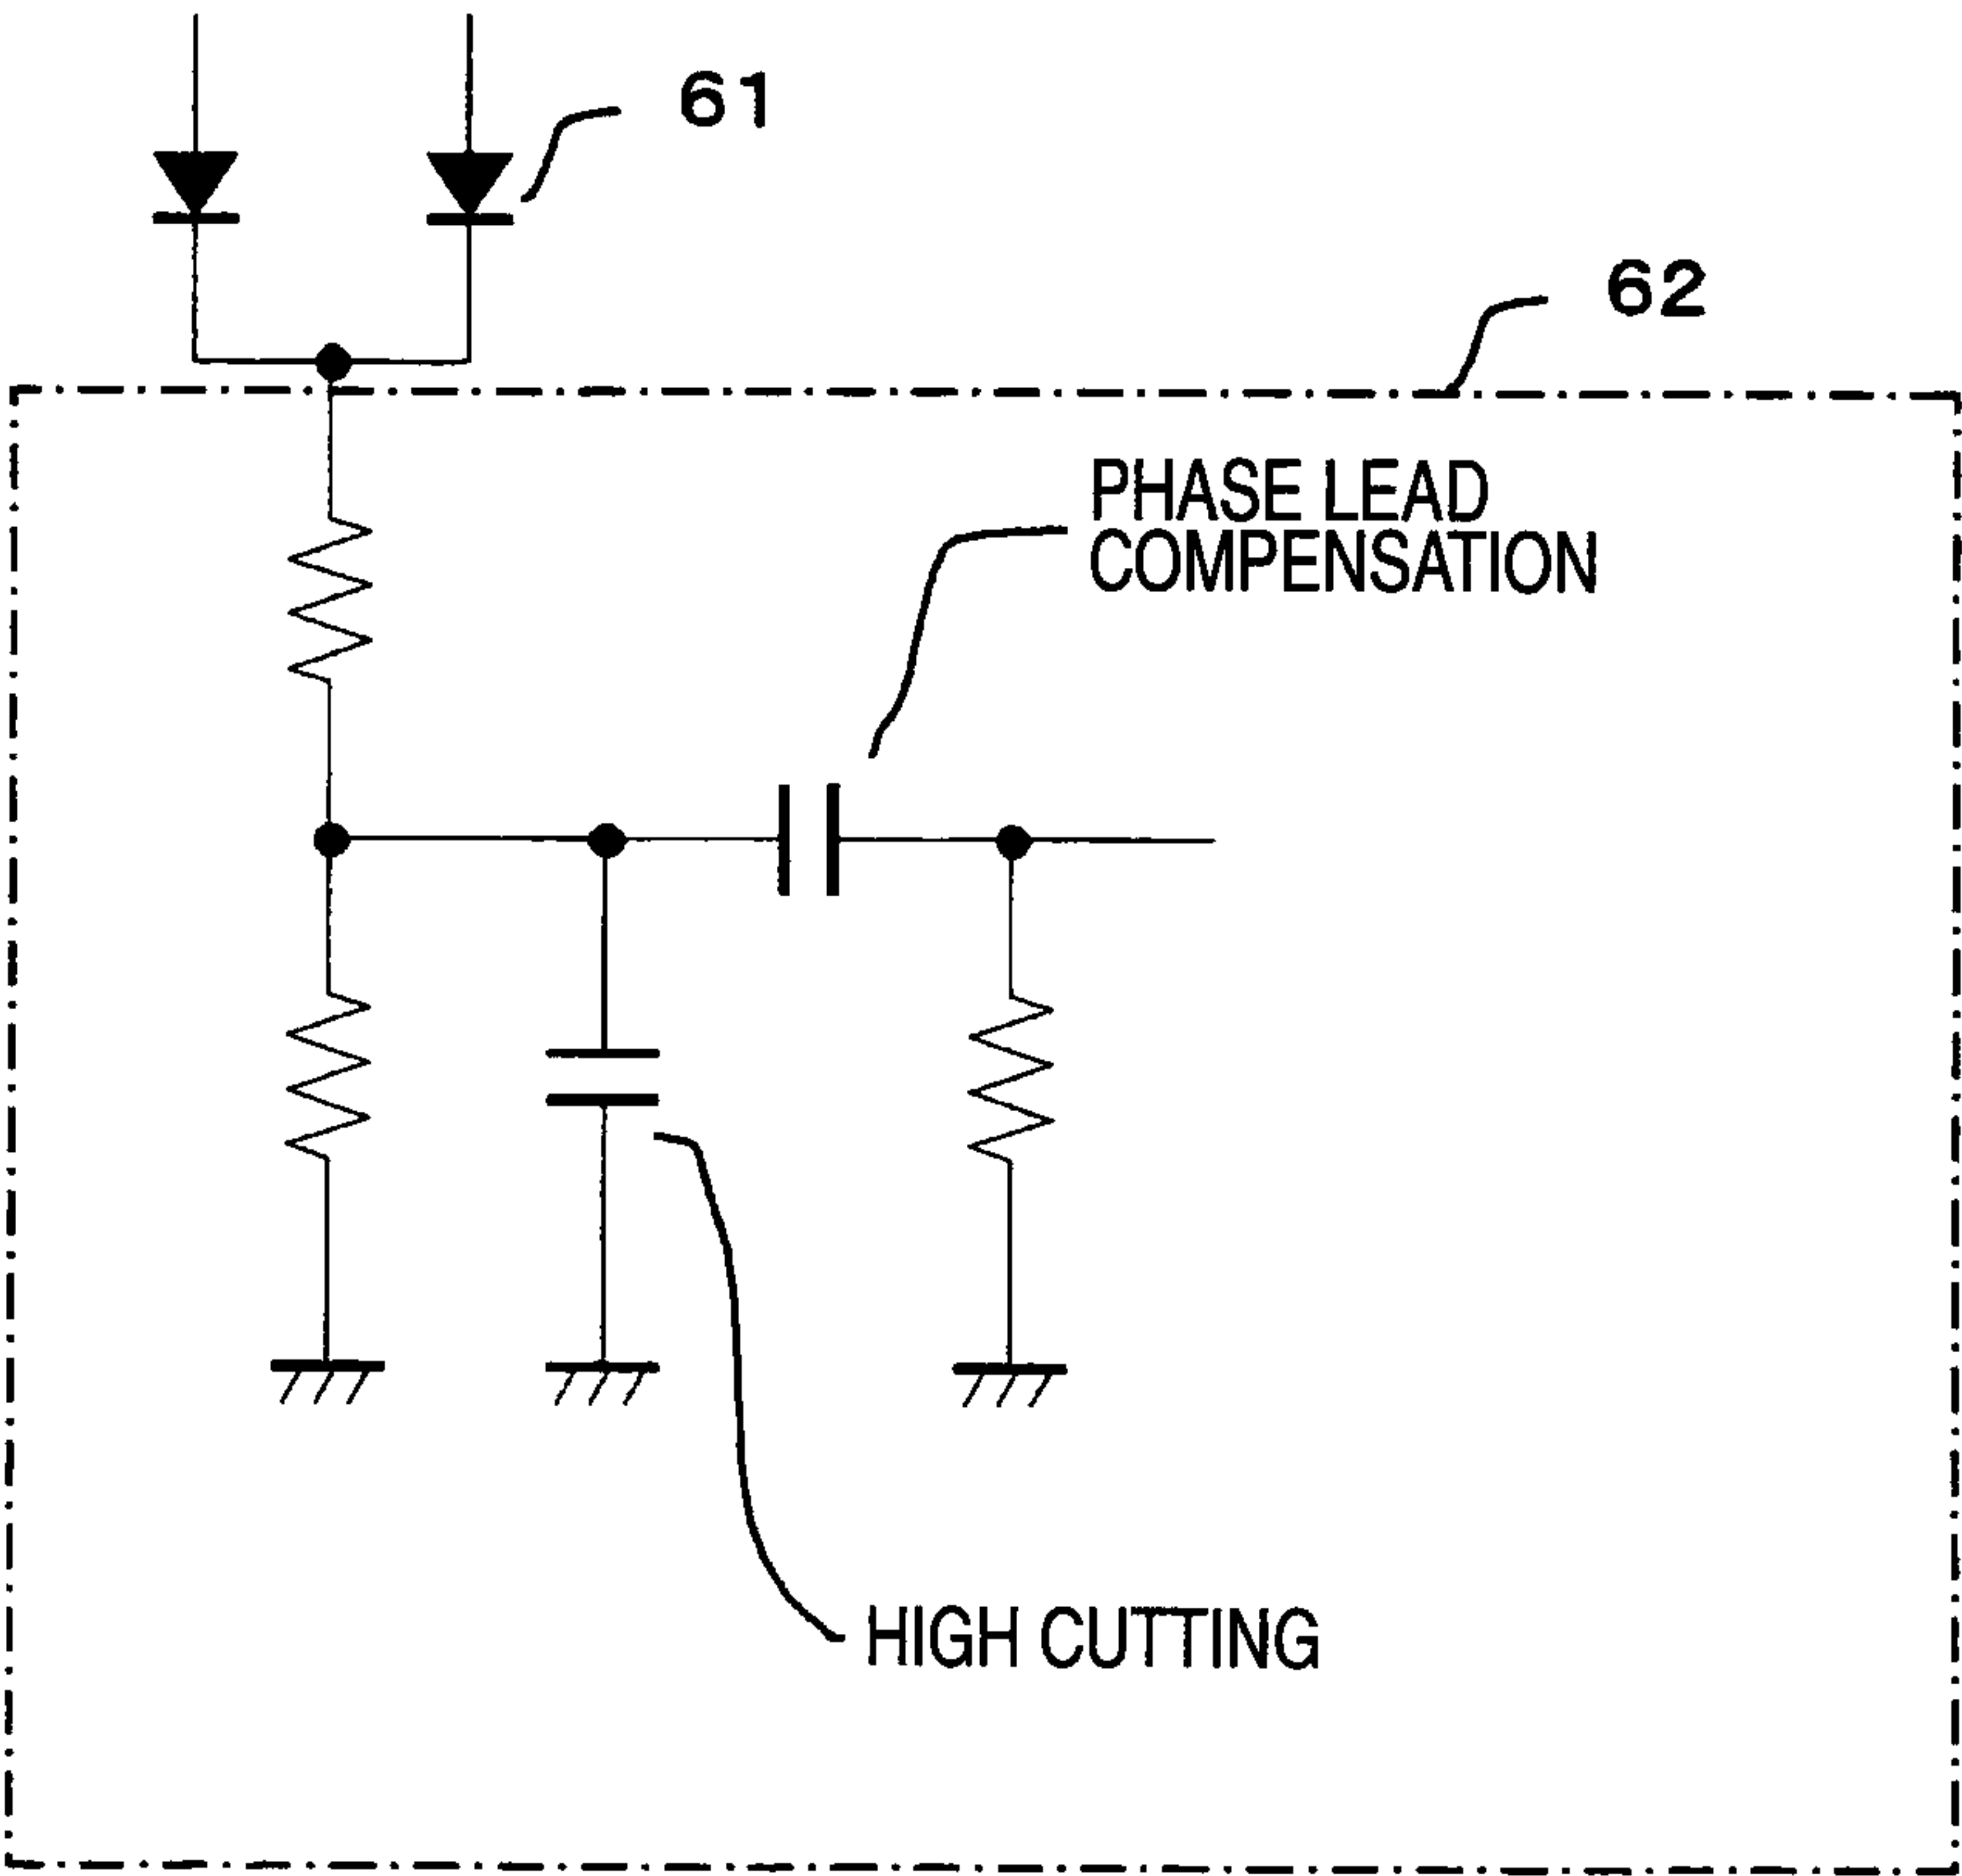 61
62
PHASE LEAD
COMPENSATION
HIGH CUTTING